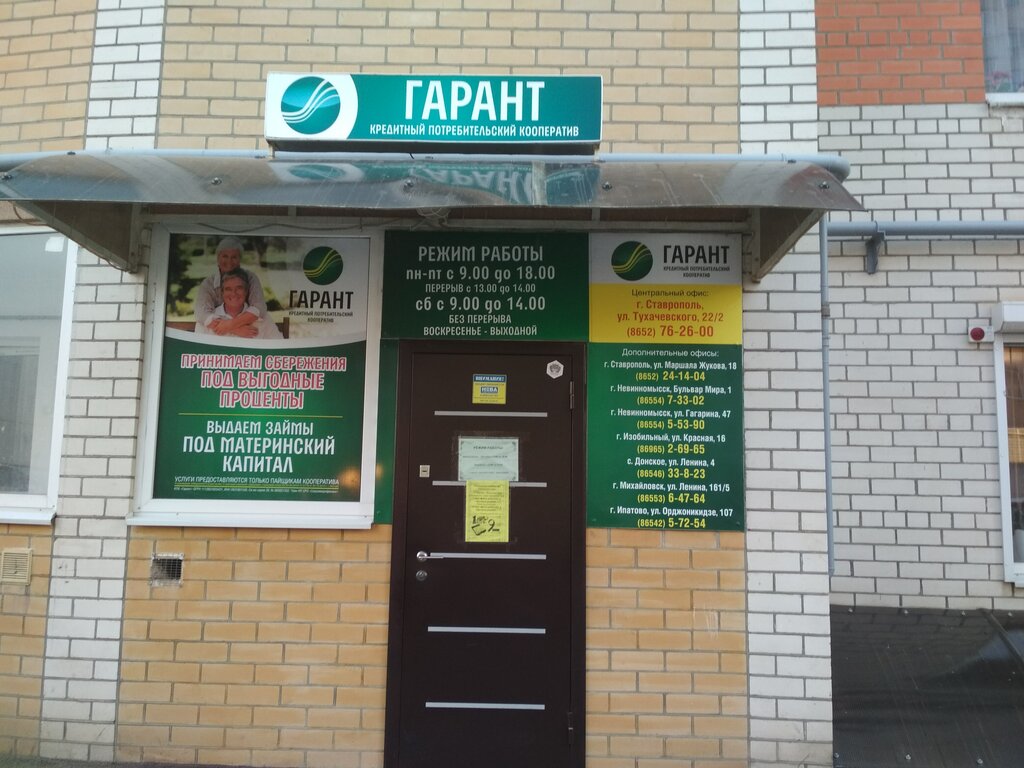 ГАРАНТ
КРЕДИТНЫЙ ПОТРЕБИТЕЛЬСКИЙ КООПЕРАТИВ
ГАРАНТ
КРЕДИТНЫЙ ПОТРЕБИТЕЛЬСКИЙ
КООПЕРАТИВ
ПРИНИМАЕМ СБЕРЕЖЕНИЯ
ПОД ВЫГОДНЫЕ
ПРОЦЕНТЫ
ВЫДАЕМ ЗАЙМЫ
ПОД МАТЕРИНСКИЙ
КАПИТАЛ
УСЛУГИ ПРЕДОСТАВЛЯЮТСЯ ТОЛЬКО ПАЙЩИКАМ КООПЕРАТИВА
РЕЖИМ РАБОТЫ
пн-пт с 9.00 до 18.00
ПЕРЕРЫВ с 13.00 до 14.00
сб с 9.00 до 14.00
БЕЗ ПЕРЕРЫВА
ВОСКРЕСЕНЬЕ - ВЫХОДНОЙ
ГАРАНТ
КРЕДИТНЫЙ ПОТРЕБИТЕЛЬСКИЙ
КООПЕРАТИВ
Центральный офис:
г. Ставрополь,
ул. Тухачевского, 22/2
(8652) 76-26-00
Дополнительные офисы:
г. Ставрополь, ул. Маршала Жукова, 18
(8652) 24-14-04
г. Невинномысск, Бульвар Мира, 1
(86554) 7-33-02
г. Невинномысск, ул. Гагарина, 47
(86554) 5-53-90
г. Изобильный, ул. Красная, 16
(86965) 2-69-65
с. Донское, ул. Ленина, 4
(86546) 33-8-23
г. Михайловск, ул. Ленина, 161/5
(86553) 6-47-64
г. Ипатово, ул. Орджоникидзе, 107
(86542) 5-72-54
РЕЖИМ РАБОТЫ